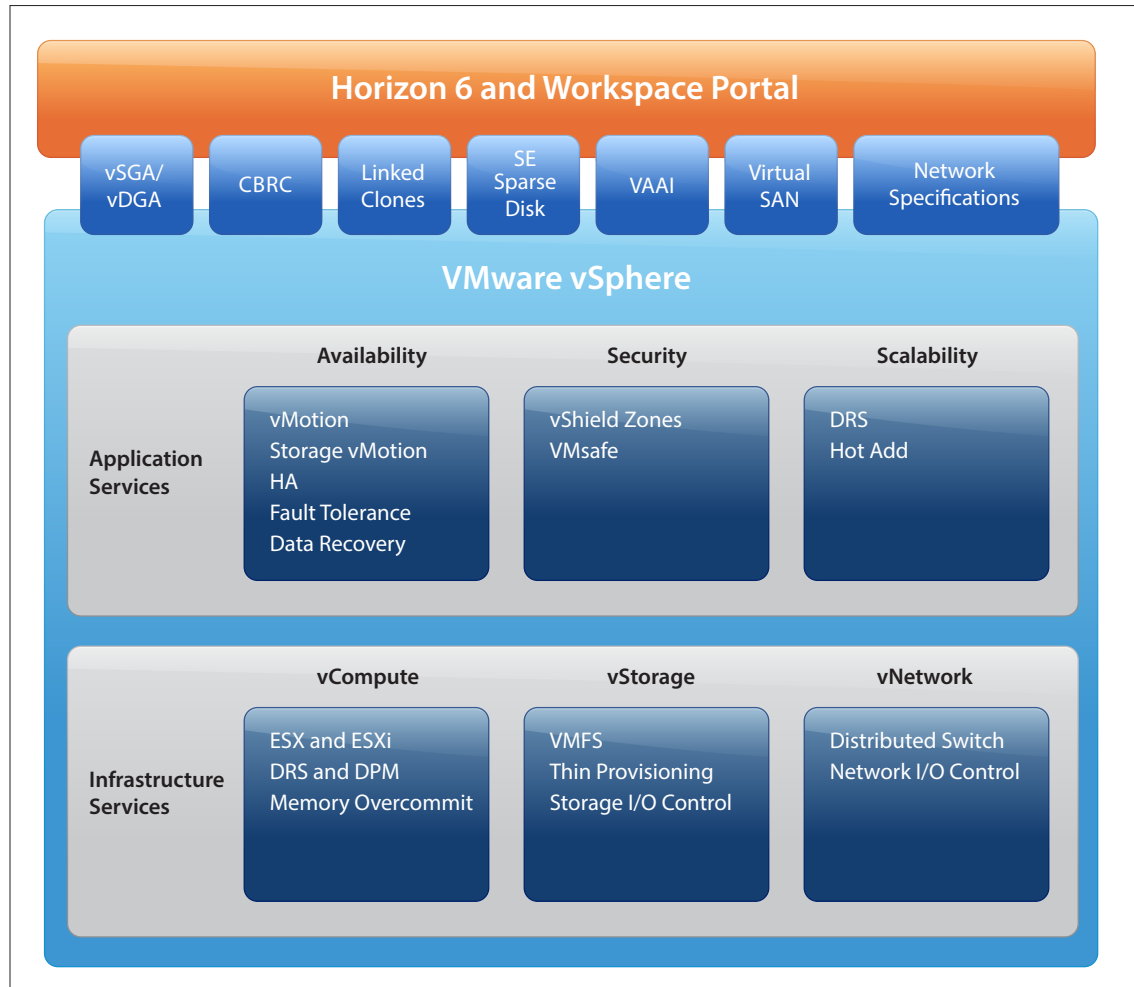 Horizon 6 and Workspace Portal
vSGA/
vDGA
CBRC
Linked
Clones
SE
Sparse
Disk
VAAI
Virtual
SAN
Network
Specifications
VMware vSphere
Availability
Security
Scalability
Application
Services
vMotion
Storage vMotion
HA
Fault Tolerance
Data Recovery
vShield Zones
VMsafe
DRS
Hot Add
vCompute
vStorage
vNetwork
Infrastructure
Services
ESX and ESXi
DRS and DPM
Memory Overcommit
VMFS
Thin Provisioning
Storage I/O Control
Distributed Switch
Network I/O Control